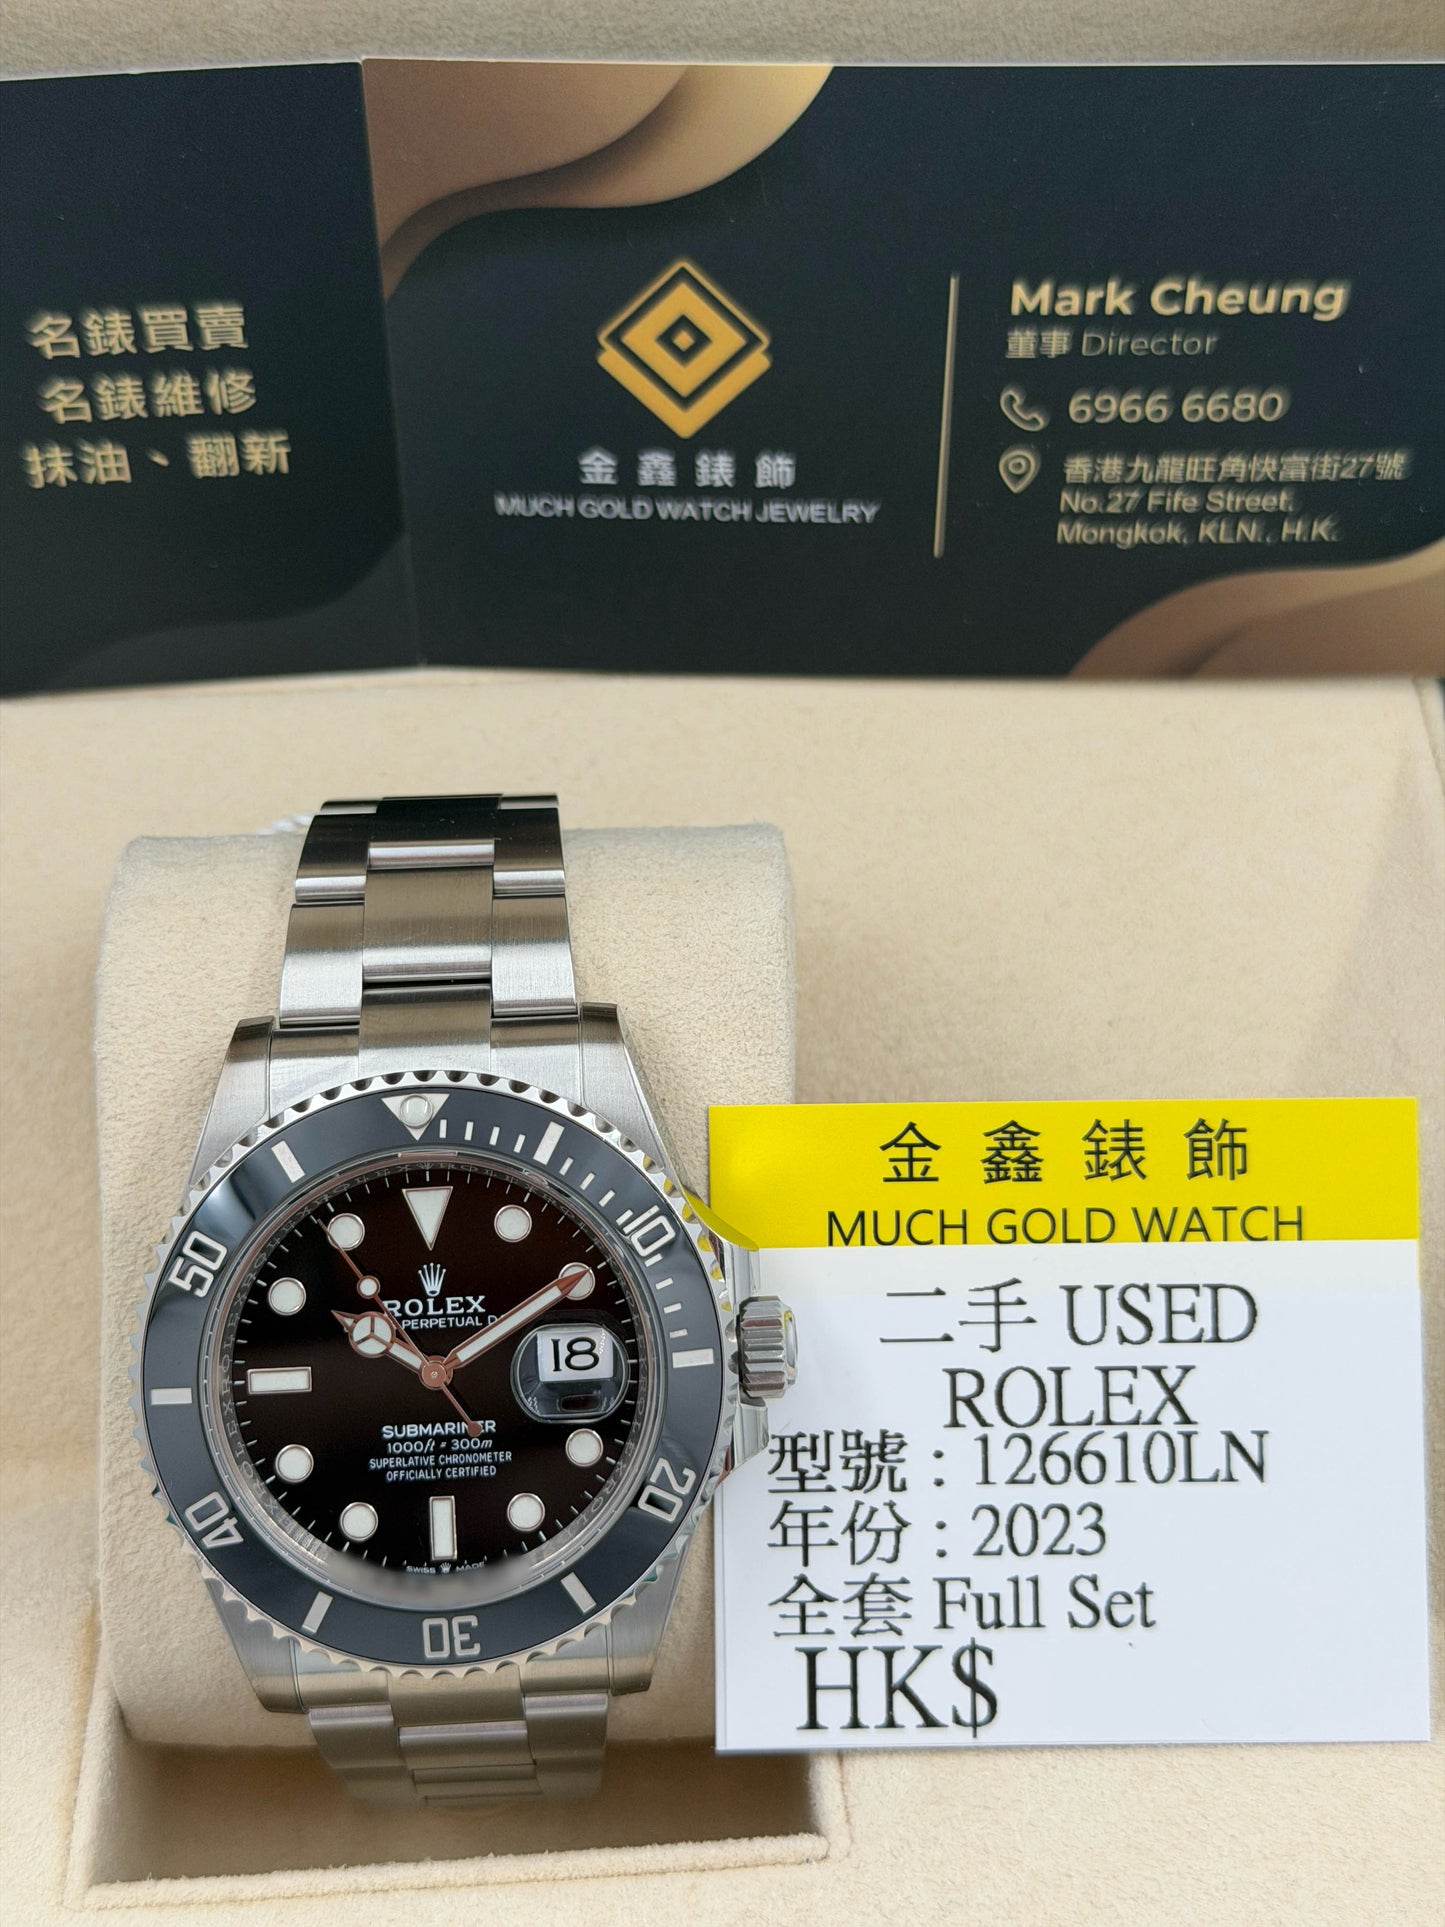 名錶買賣
名錶維修
抹油、翻新
金鑫錶飾
MUCH GOLD WATCH JEWELRY
Mark Cheung
董事 Director
6966 6680
香港九龍旺角快富街27號
No.27 Fife Street.
Mongkok, KLN., H.K.
10
20
30
40
50
ROLEX
PERPETUAL D
18
SUBMARINER
1000ft = 300m
SUPERLATIVE CHRONOMETER
OFFICIALLY CERTIFIED
SWISS MADE
金鑫錶飾
MUCH GOLD WATCH
二手 USED
ROLEX
型號：126610LN
年份：2023
全套 Full Set
HK$